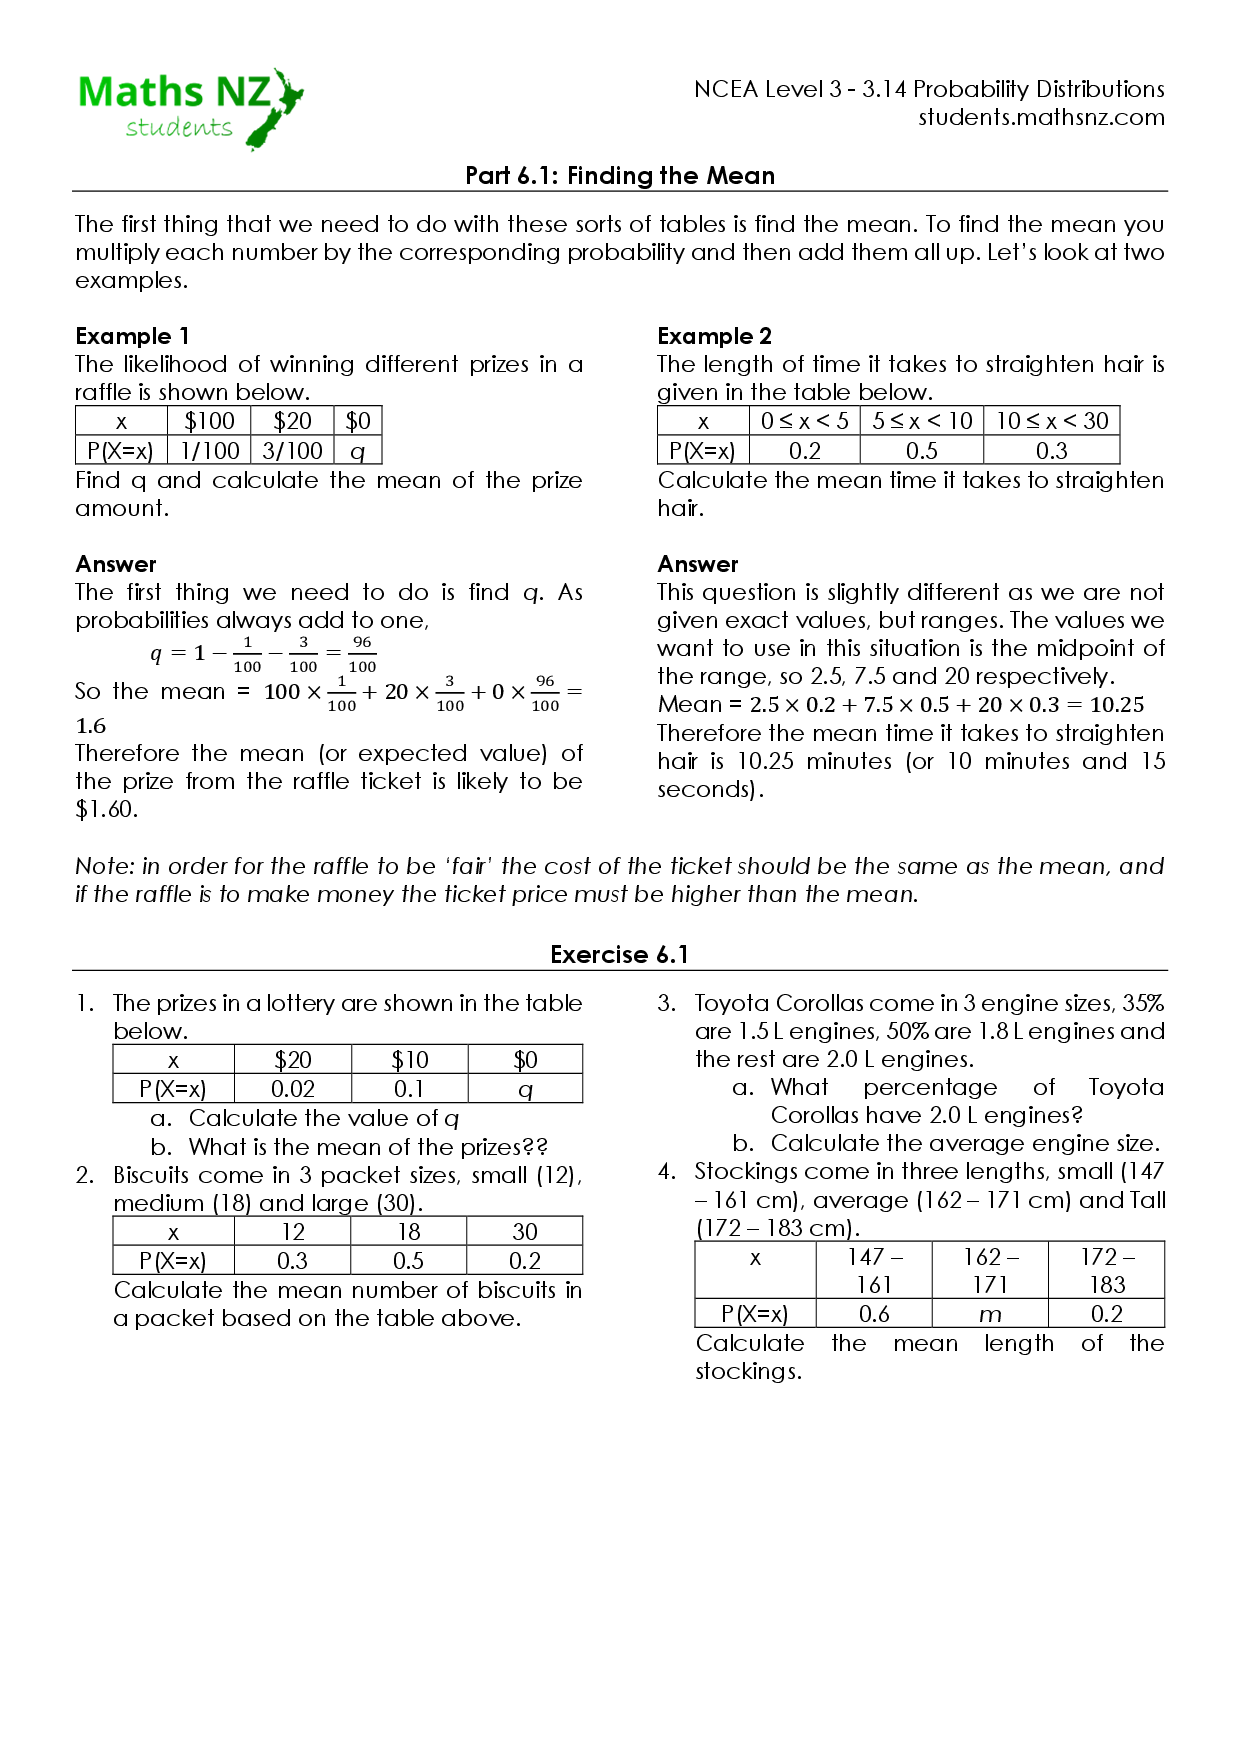 Maths NZ
students
NCEA Level 3 - 3.14 Probability Distributions
students.mathsnz.com
Part 6.1: Finding the Mean
The first thing that we need to do with these sorts of tables is find the mean. To find the mean you
multiply each number by the corresponding probability and then add them all up. Let’s look at two
examples.
Example 1
The likelihood of winning different prizes in a
raffle is shown below.
x $100 $20 $0
P(X=x) 1/100 3/100 q
Find q and calculate the mean of the prize
amount.
Answer
The first thing we need to do is find q. As
probabilities always add to one,
q = 1 − 1/100 − 3/100 = 96/100
So the mean = 100 × 1/100 + 20 × 3/100 + 0 × 96/100 =
1.6
Therefore the mean (or expected value) of
the prize from the raffle ticket is likely to be
$1.60.
Example 2
The length of time it takes to straighten hair is
given in the table below.
x 0 ≤ x < 5 5 ≤ x < 10 10 ≤ x < 30
P(X=x) 0.2 0.5 0.3
Calculate the mean time it takes to straighten
hair.
Answer
This question is slightly different as we are not
given exact values, but ranges. The values we
want to use in this situation is the midpoint of
the range, so 2.5, 7.5 and 20 respectively.
Mean = 2.5 × 0.2 + 7.5 × 0.5 + 20 × 0.3 = 10.25
Therefore the mean time it takes to straighten
hair is 10.25 minutes (or 10 minutes and 15
seconds).
Note: in order for the raffle to be ‘fair’ the cost of the ticket should be the same as the mean, and
if the raffle is to make money the ticket price must be higher than the mean.
Exercise 6.1
1. The prizes in a lottery are shown in the table
below.
x $20 $10 $0
P(X=x) 0.02 0.1 q
a. Calculate the value of q
b. What is the mean of the prizes??
2. Biscuits come in 3 packet sizes, small (12),
medium (18) and large (30).
x 12 18 30
P(X=x) 0.3 0.5 0.2
Calculate the mean number of biscuits in
a packet based on the table above.
3. Toyota Corollas come in 3 engine sizes, 35%
are 1.5 L engines, 50% are 1.8 L engines and
the rest are 2.0 L engines.
a. What percentage of Toyota
Corollas have 2.0 L engines?
b. Calculate the average engine size.
4. Stockings come in three lengths, small (147
– 161 cm), average (162 – 171 cm) and Tall
(172 – 183 cm).
x 147 – 162 – 172 –
161 171 183
P(X=x) 0.6 m 0.2
Calculate the mean length of the
stockings.